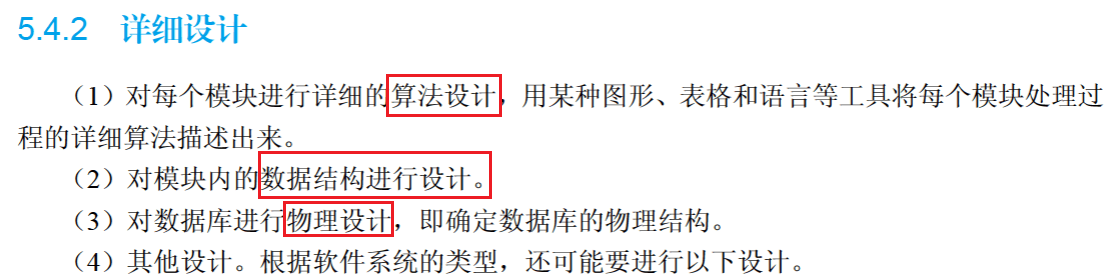 5.4.2 详细设计
（1）对每个模块进行详细的算法设计，用某种图形、表格和语言等工具将每个模块处理过
程的详细算法描述出来。
（2）对模块内的数据结构进行设计。
（3）对数据库进行物理设计，即确定数据库的物理结构。
（4）其他设计。根据软件系统的类型，还可能要进行以下设计。